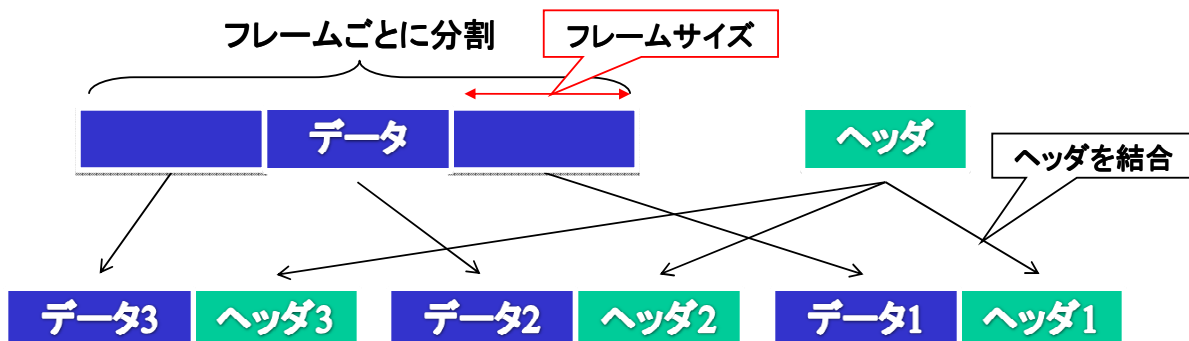 フレームごとに分割
フレームサイズ
データ
ヘッダ
ヘッダを結合
データ3
ヘッダ3
データ2
ヘッダ2
データ1
ヘッダ1